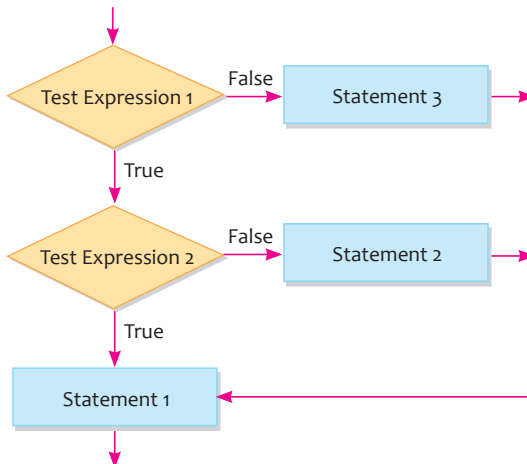 Test Expression 1
False
Statement 3
True
Test Expression 2
False
Statement 2
True
Statement 1